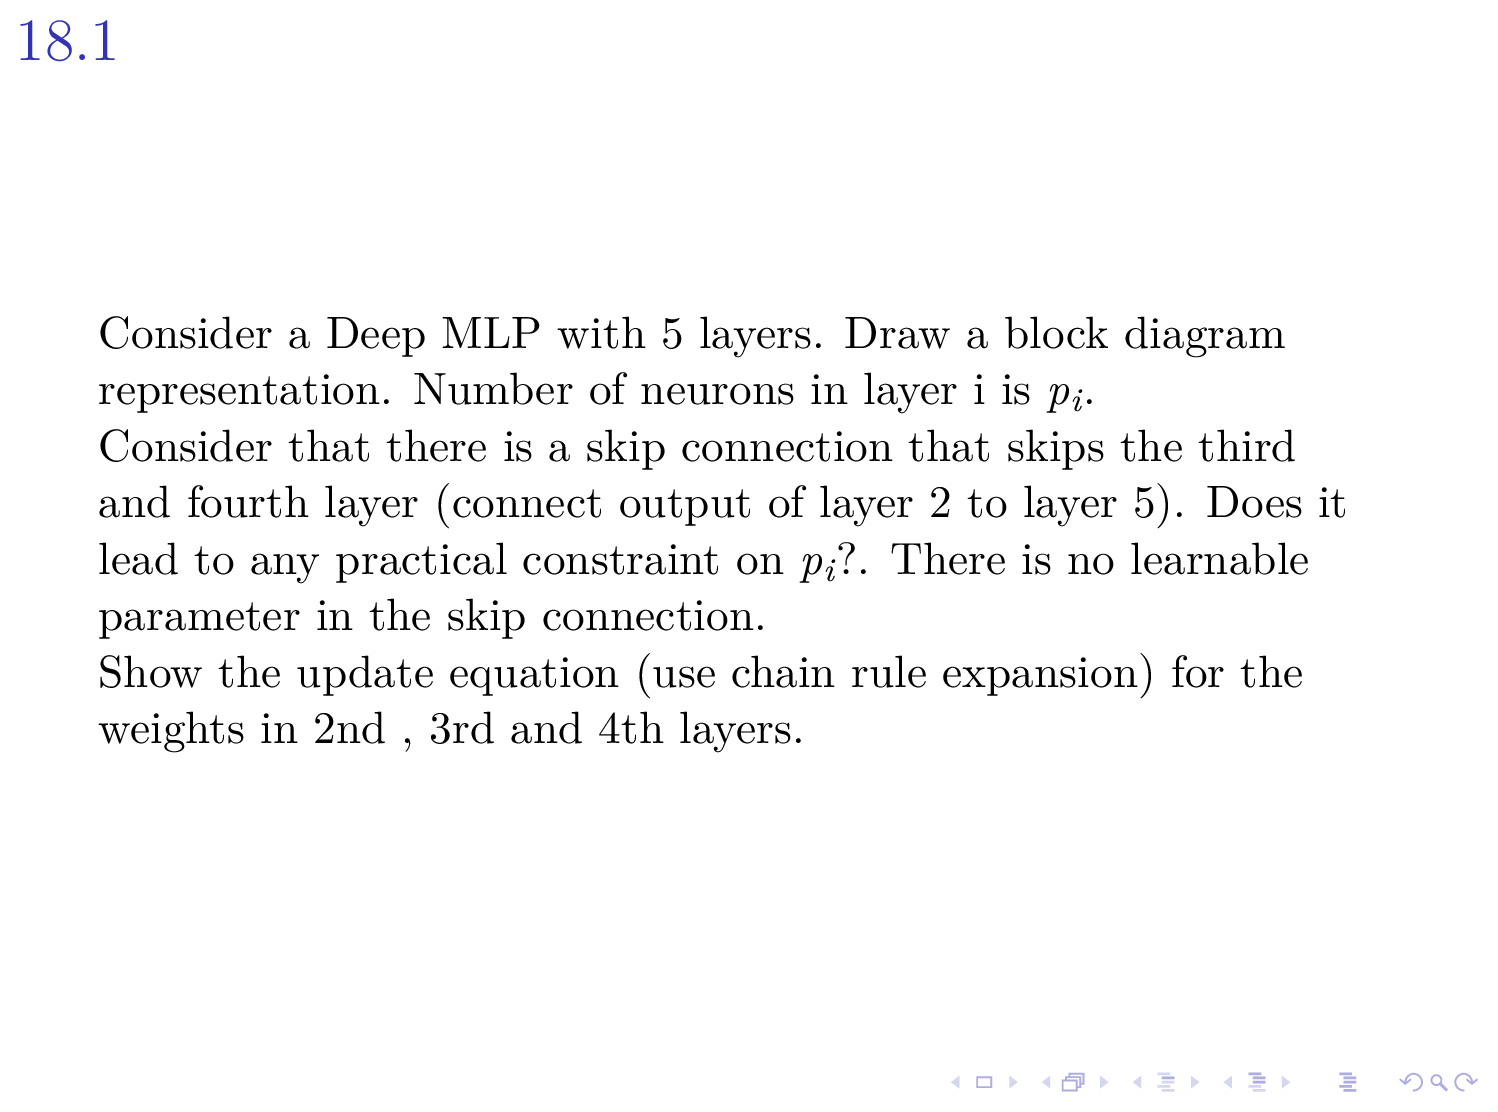 18.1
Consider a Deep MLP with 5 layers. Draw a block diagram
representation. Number of neurons in layer i is pᵢ.
Consider that there is a skip connection that skips the third
and fourth layer (connect output of layer 2 to layer 5). Does it
lead to any practical constraint on pᵢ?. There is no learnable
parameter in the skip connection.
Show the update equation (use chain rule expansion) for the
weights in 2nd , 3rd and 4th layers.